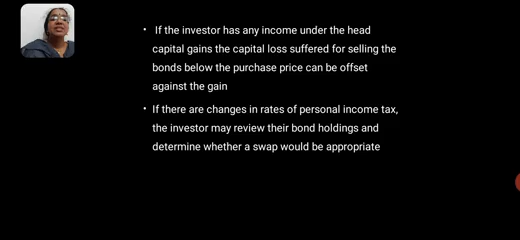 • If the investor has any income under the head
capital gains the capital loss suffered for selling the
bonds below the purchase price can be offset
against the gain
• If there are changes in rates of personal income tax,
the investor may review their bond holdings and
determine whether a swap would be appropriate